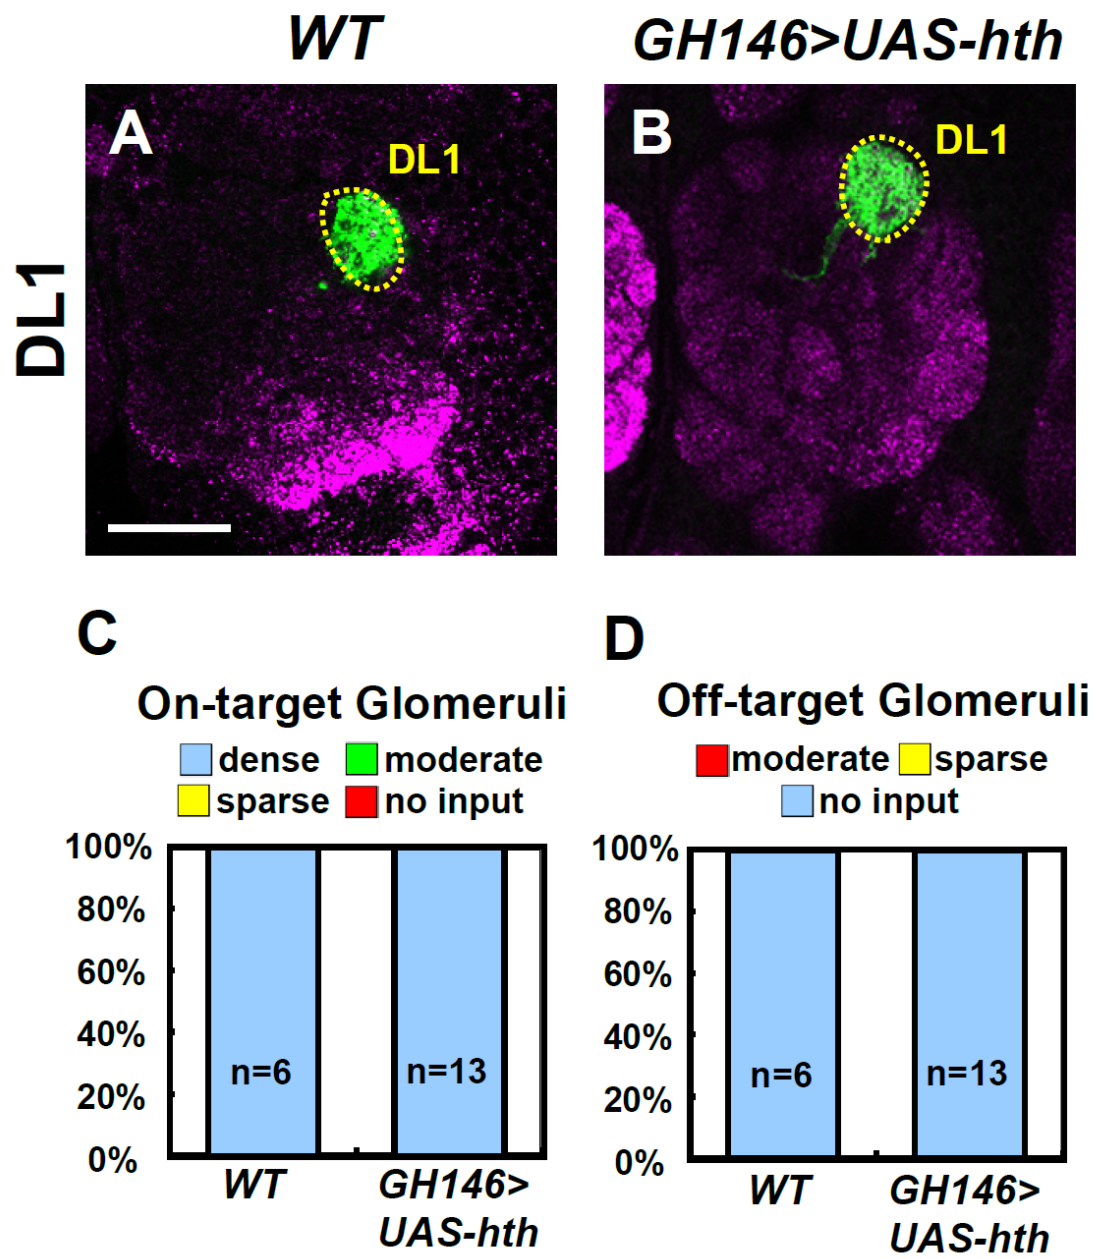 WT
GH146>UAS-hth
A
DL1
B
DL1
DL1
C
On-target Glomeruli
dense
moderate
sparse
no input
100%
80%
60%
40%
20%
0%
n=6
n=13
WT
GH146>
UAS-hth
D
Off-target Glomeruli
moderate
sparse
no input
100%
80%
60%
40%
20%
0%
n=6
n=13
WT
GH146>
UAS-hth